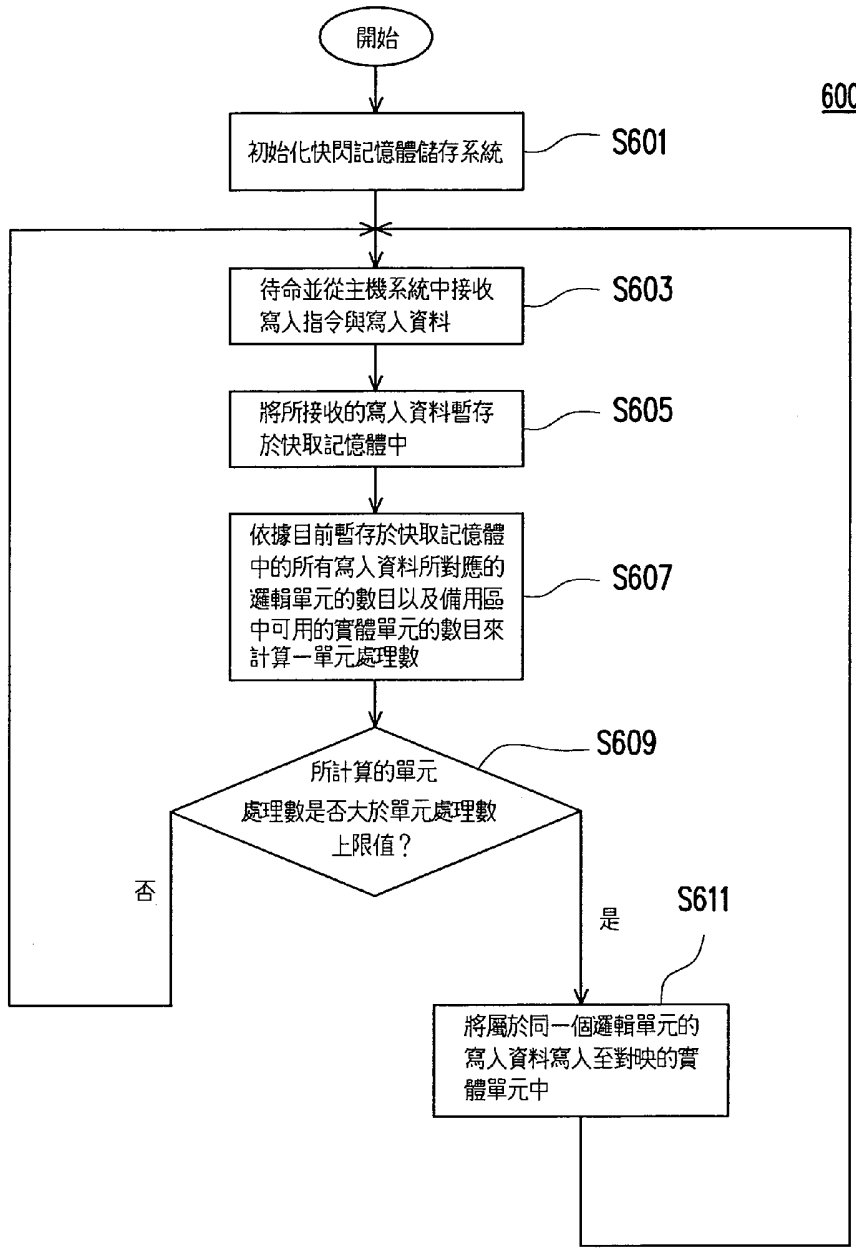 開始
600
初始化快閃記憶體儲存系統
S601
待命並從主機系統中接收
寫入指令與寫入資料
S603
將所接收的寫入資料暫存
於快取記憶體中
S605
依據目前暫存於快取記憶體
中的所有寫入資料所對應的
邏輯單元的數目以及備用區
中可用的實體單元的數目來
計算一單元處理數
S607
所計算的單元
處理數是否大於單元處理數
上限值？
S609
否
是
S611
將屬於同一個邏輯單元的
寫入資料寫入至對映的實
體單元中